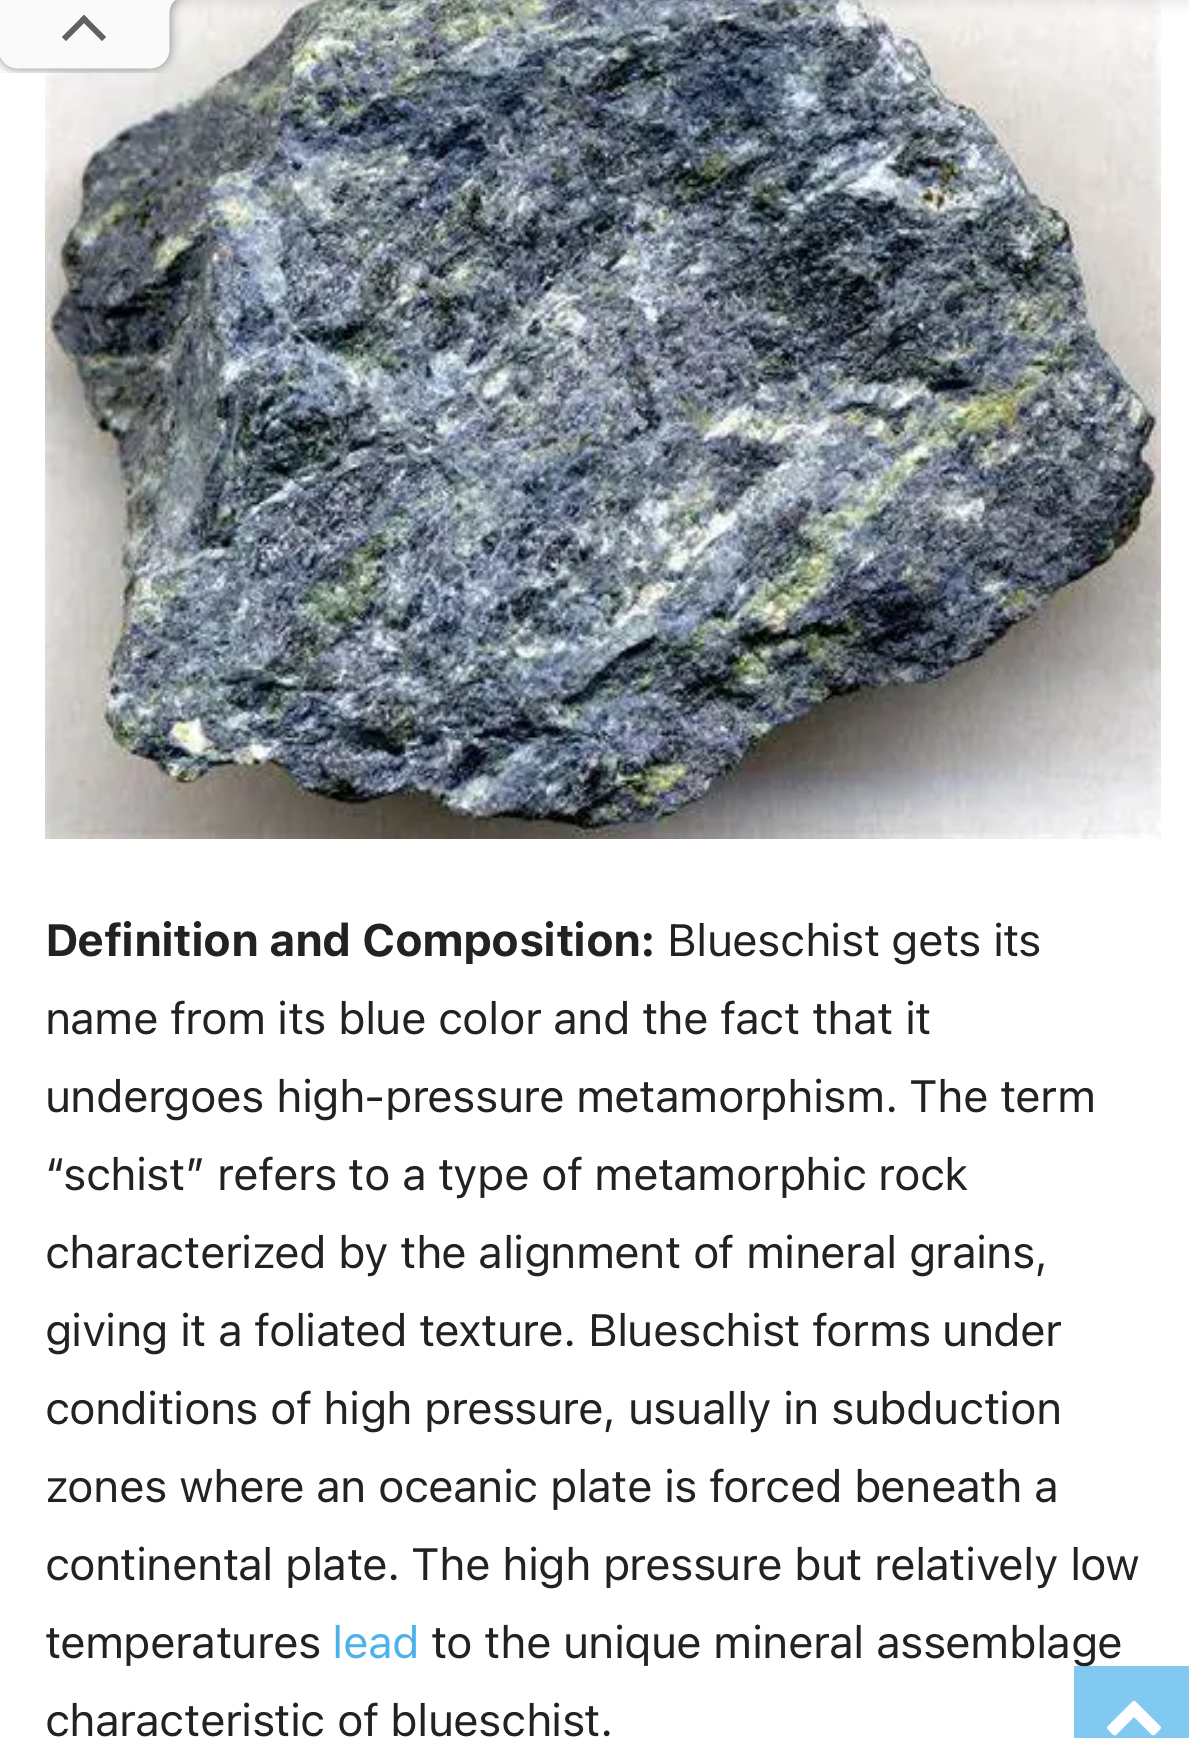 Definition and Composition: Blueschist gets its
name from its blue color and the fact that it
undergoes high-pressure metamorphism. The term
“schist” refers to a type of metamorphic rock
characterized by the alignment of mineral grains,
giving it a foliated texture. Blueschist forms under
conditions of high pressure, usually in subduction
zones where an oceanic plate is forced beneath a
continental plate. The high pressure but relatively low
temperatures lead to the unique mineral assemblage
characteristic of blueschist.